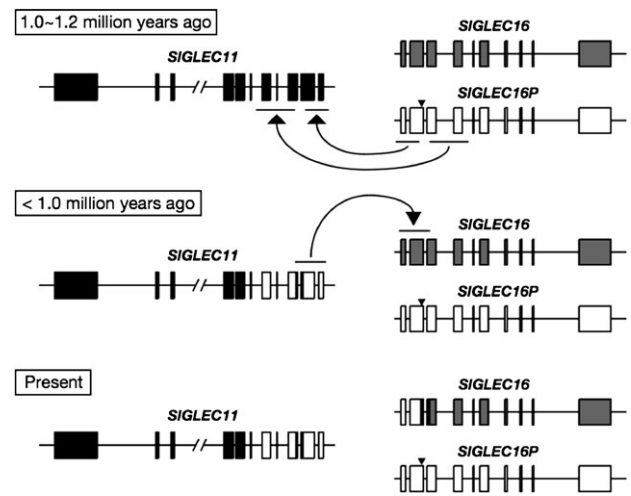 1.0~1.2 million years ago
SIGLEC11
SIGLEC16
SIGLEC16P
< 1.0 million years ago
SIGLEC11
SIGLEC16
SIGLEC16P
Present
SIGLEC11
SIGLEC16
SIGLEC16P